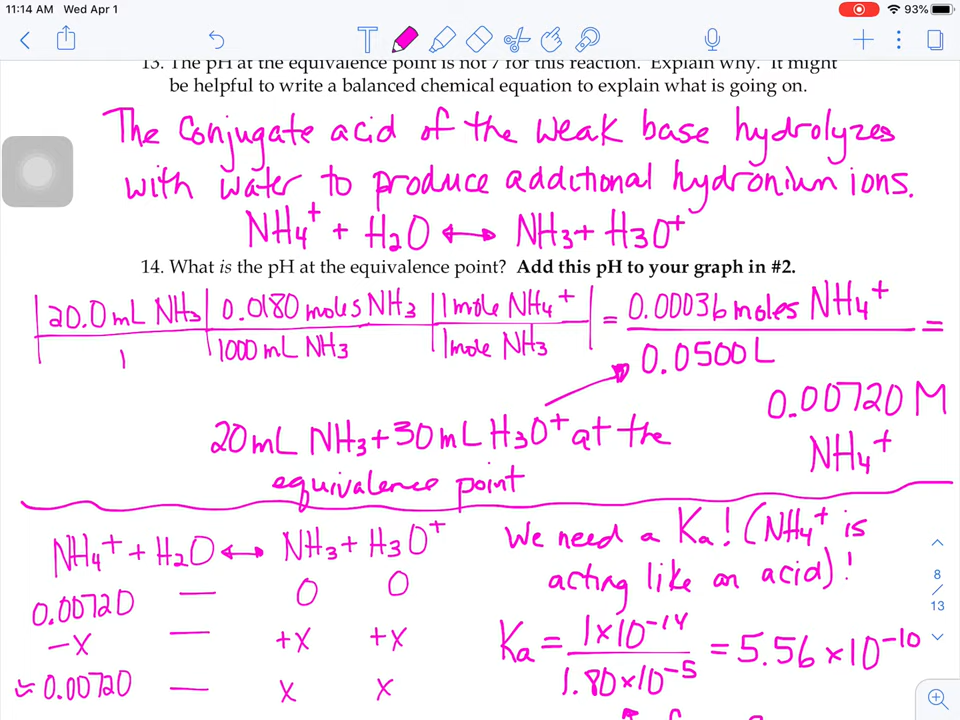 11:14 AM Wed Apr 1
93%
T
13. The pH at the equivalence point is not 7 for this reaction. Explain why. It might
be helpful to write a balanced chemical equation to explain what is going on.
The conjugate acid of the weak base hydrolyzes
with water to produce additional hydronium ions.
NH4+ + H2O ↔ NH3 + H3O+
14. What is the pH at the equivalence point? Add this pH to your graph in #2.
20.0 mL NH3 | 0.0180 moles NH3 | 1 mole NH4+ = 0.00036 moles NH4+ =
1 | 1000 mL NH3 | 1 mole NH3 0.0500 L
0.00720 M
NH4+
20 mL NH3 + 30 mL H3O+ at the
equivalence point
NH4+ + H2O ↔ NH3 + H3O+
0.00720 — 0 0
-x — +x +x
≈ 0.00720 — x x
We need a Ka! (NH4+ is
acting like an acid)!
Ka = 1×10^-14 / 1.80×10^-5 = 5.56×10^-10
8
/
13